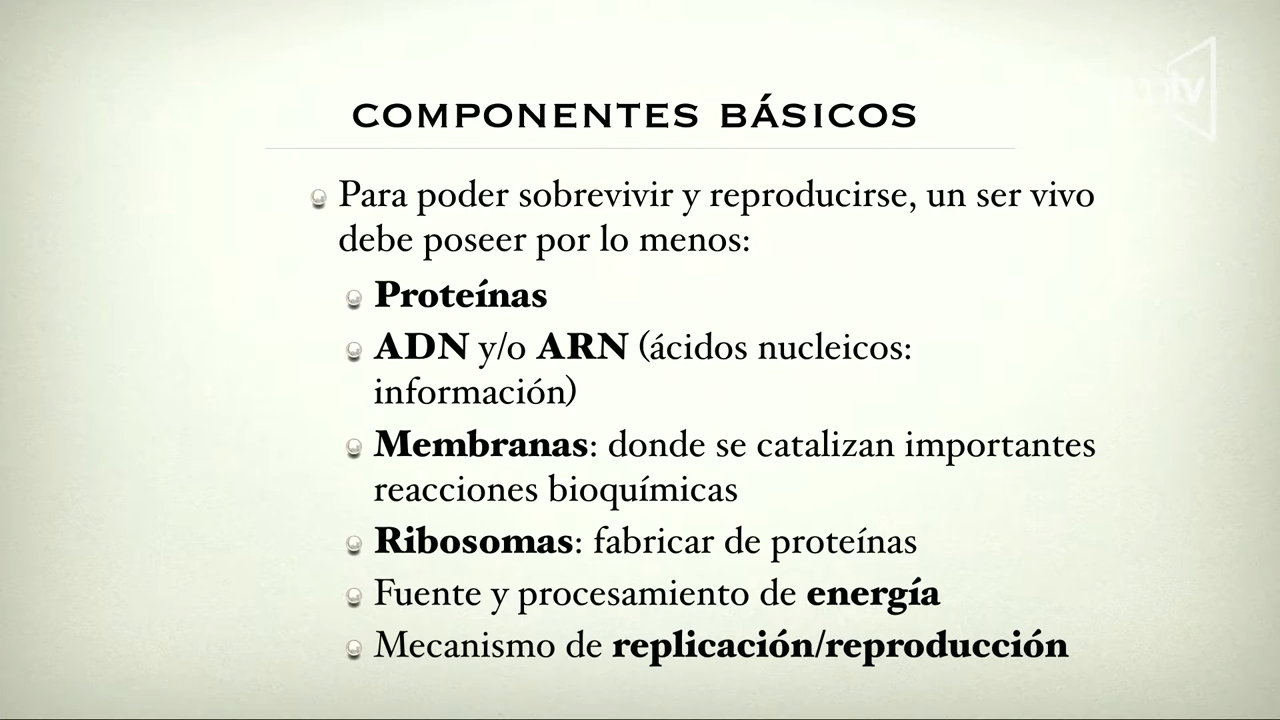 COMPONENTES BÁSICOS
Para poder sobrevivir y reproducirse, un ser vivo
debe poseer por lo menos:
Proteínas
ADN y/o ARN (ácidos nucleicos:
información)
Membranas: donde se catalizan importantes
reacciones bioquímicas
Ribosomas: fabricar de proteínas
Fuente y procesamiento de energía
Mecanismo de replicación/reproducción